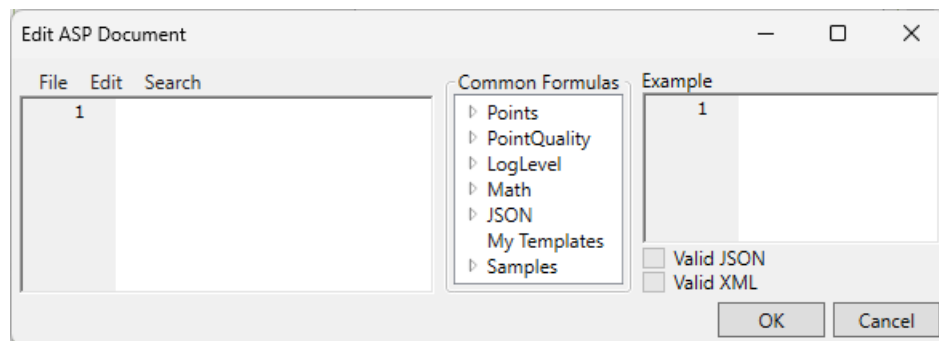 Edit ASP Document
File Edit Search
1
Common Formulas
Points
PointQuality
LogLevel
Math
JSON
My Templates
Samples
Example
1
Valid JSON
Valid XML
OK Cancel